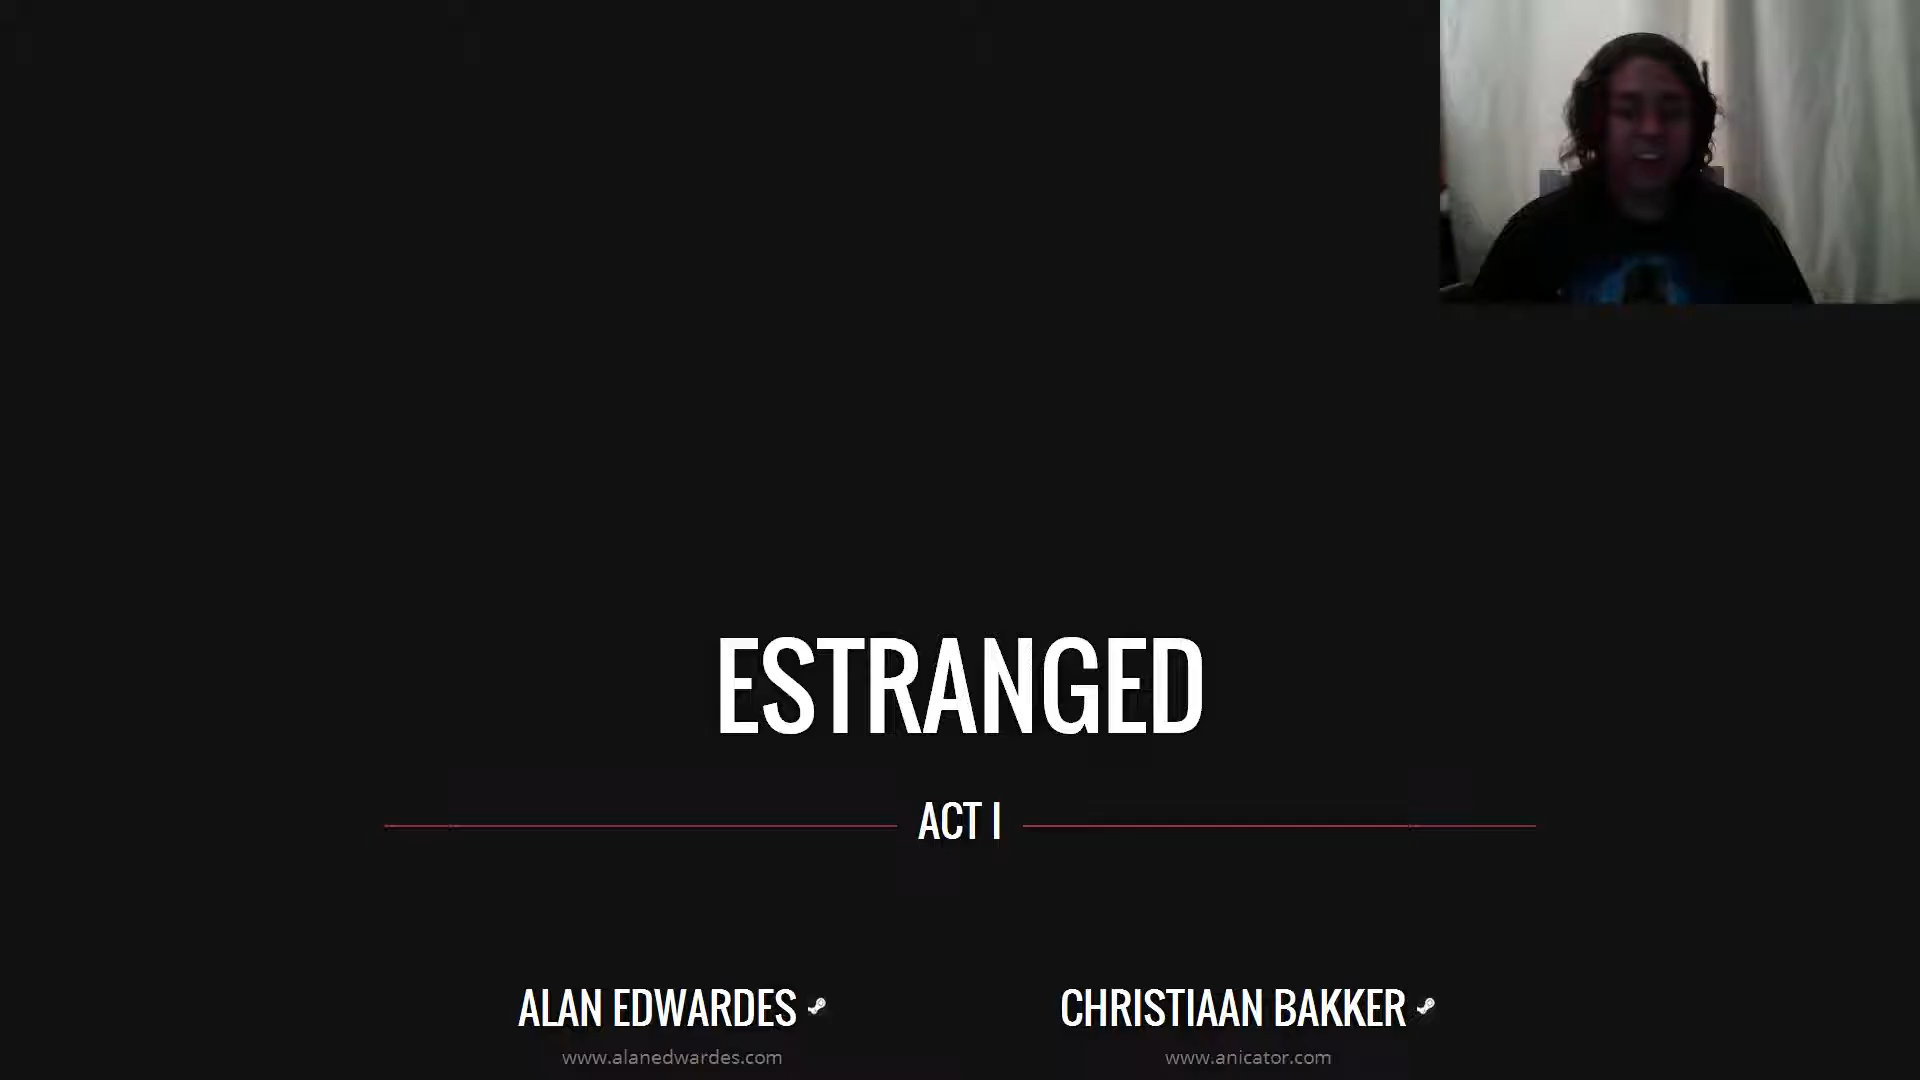 ESTRANGED
ACT I
ALAN EDWARDES
CHRISTIAAN BAKKER
www.alanedwardes.com
www.anicator.com